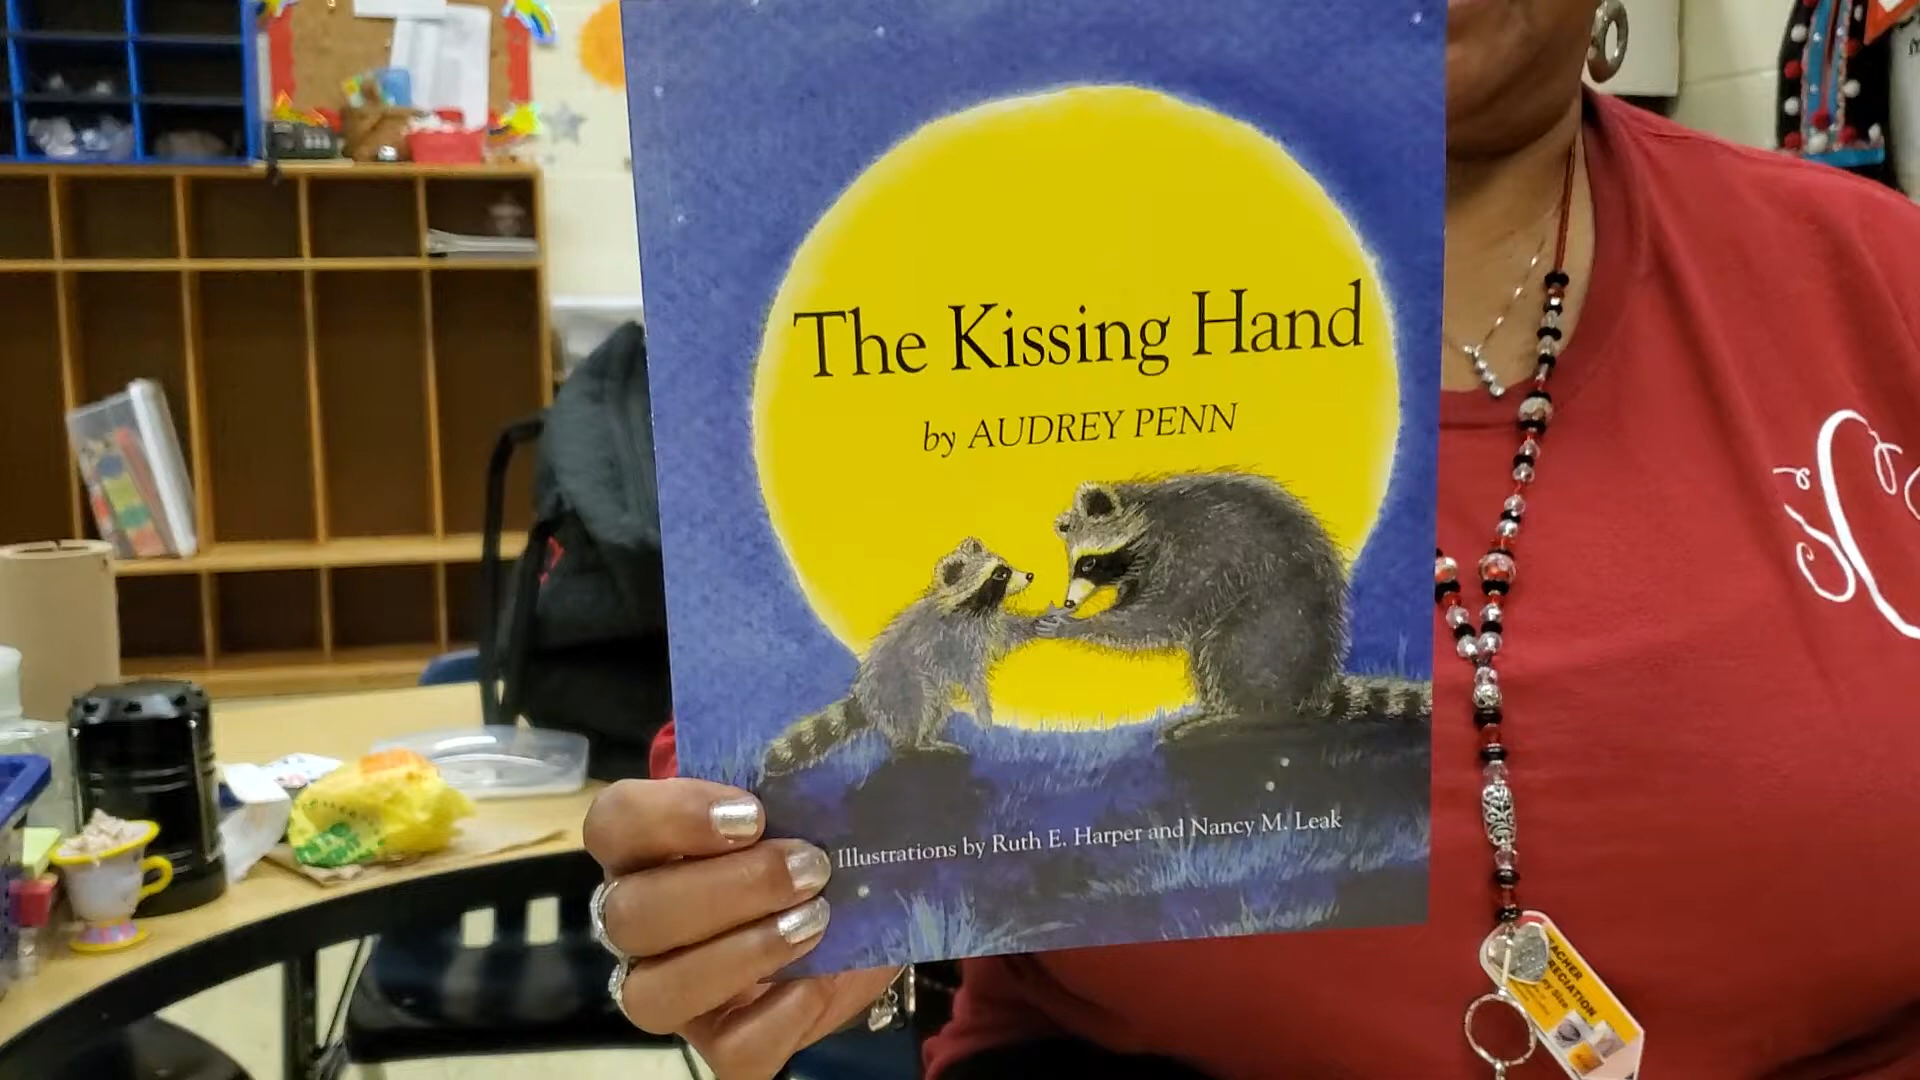 The Kissing Hand
by AUDREY PENN
Illustrations by Ruth E. Harper and Nancy M. Leak